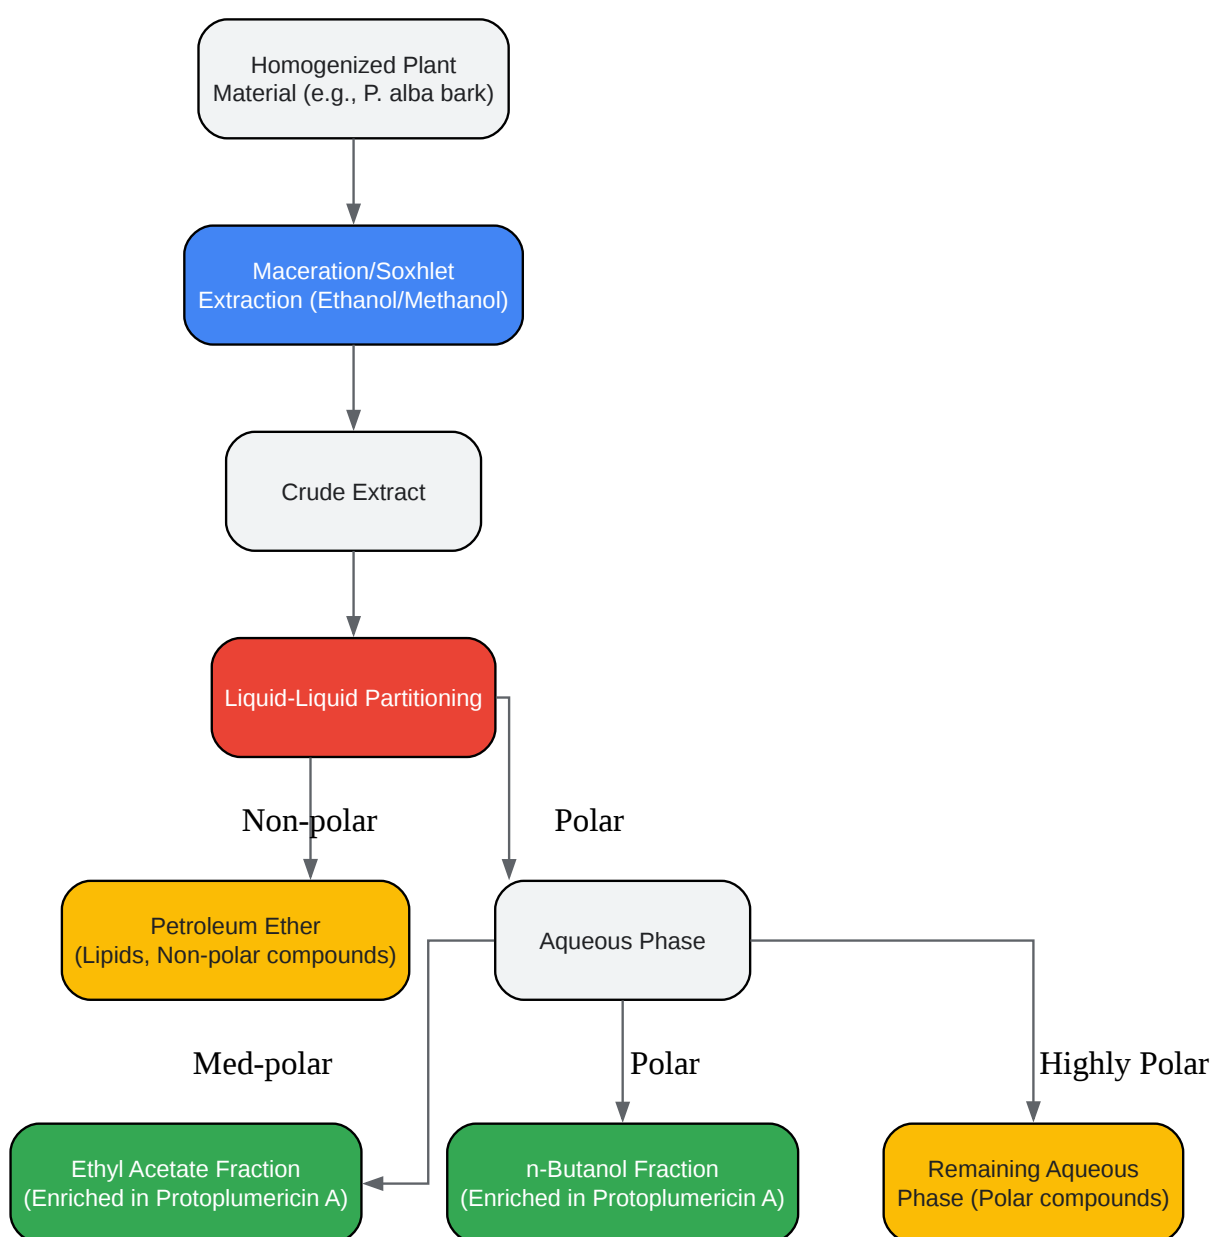 Homogenized Plant
Material (e.g., P. alba bark)
Maceration/Soxhlet
Extraction (Ethanol/Methanol)
Crude Extract
Liquid-Liquid Partitioning
Non-polar
Polar
Petroleum Ether
(Lipids, Non-polar compounds)
Aqueous Phase
Med-polar
Polar
Highly Polar
Ethyl Acetate Fraction
(Enriched in Protoplumericin A)
n-Butanol Fraction
(Enriched in Protoplumericin A)
Remaining Aqueous
Phase (Polar compounds)